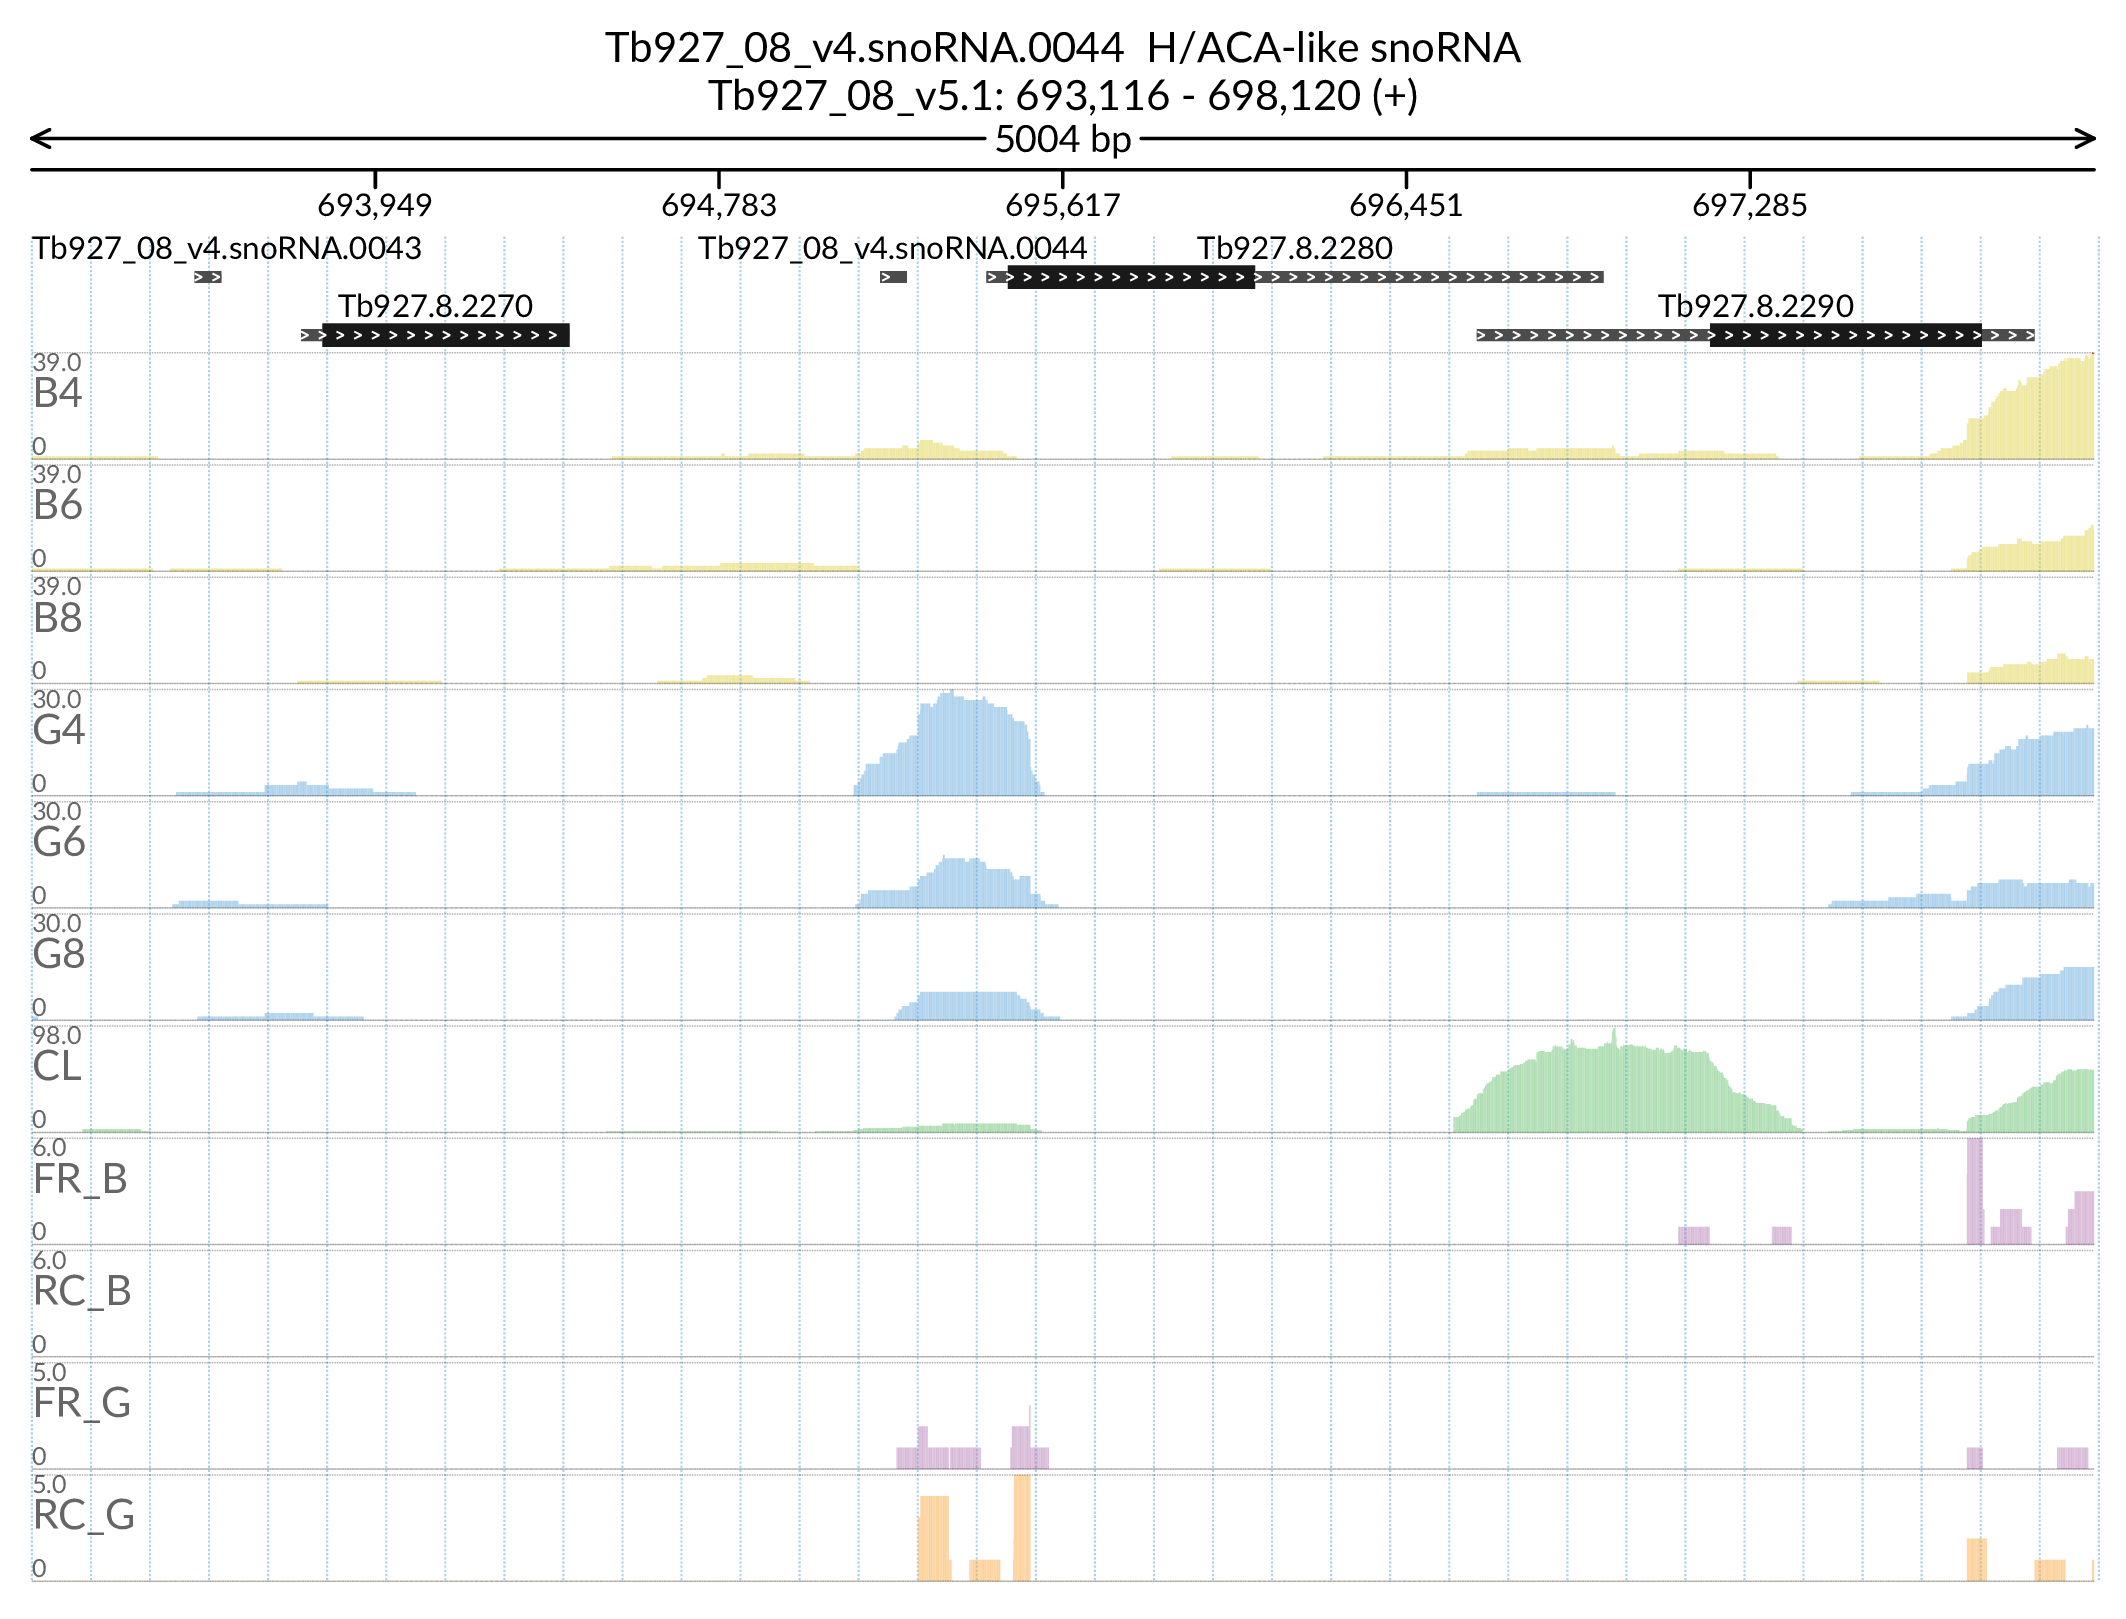 Tb927_08_v4.snoRNA.0044 H/ACA-like snoRNA
Tb927_08_v5.1: 693,116 - 698,120 (+)
5004 bp
693,949 694,783 695,617 696,451 697,285
Tb927_08_v4.snoRNA.0043 Tb927_08_v4.snoRNA.0044 Tb927.8.2280
Tb927.8.2270 Tb927.8.2290
39.0
B4
0
39.0
B6
0
39.0
B8
0
30.0
G4
0
30.0
G6
0
30.0
G8
0
98.0
CL
0
6.0
FR_B
0
6.0
RC_B
0
5.0
FR_G
0
5.0
RC_G
0